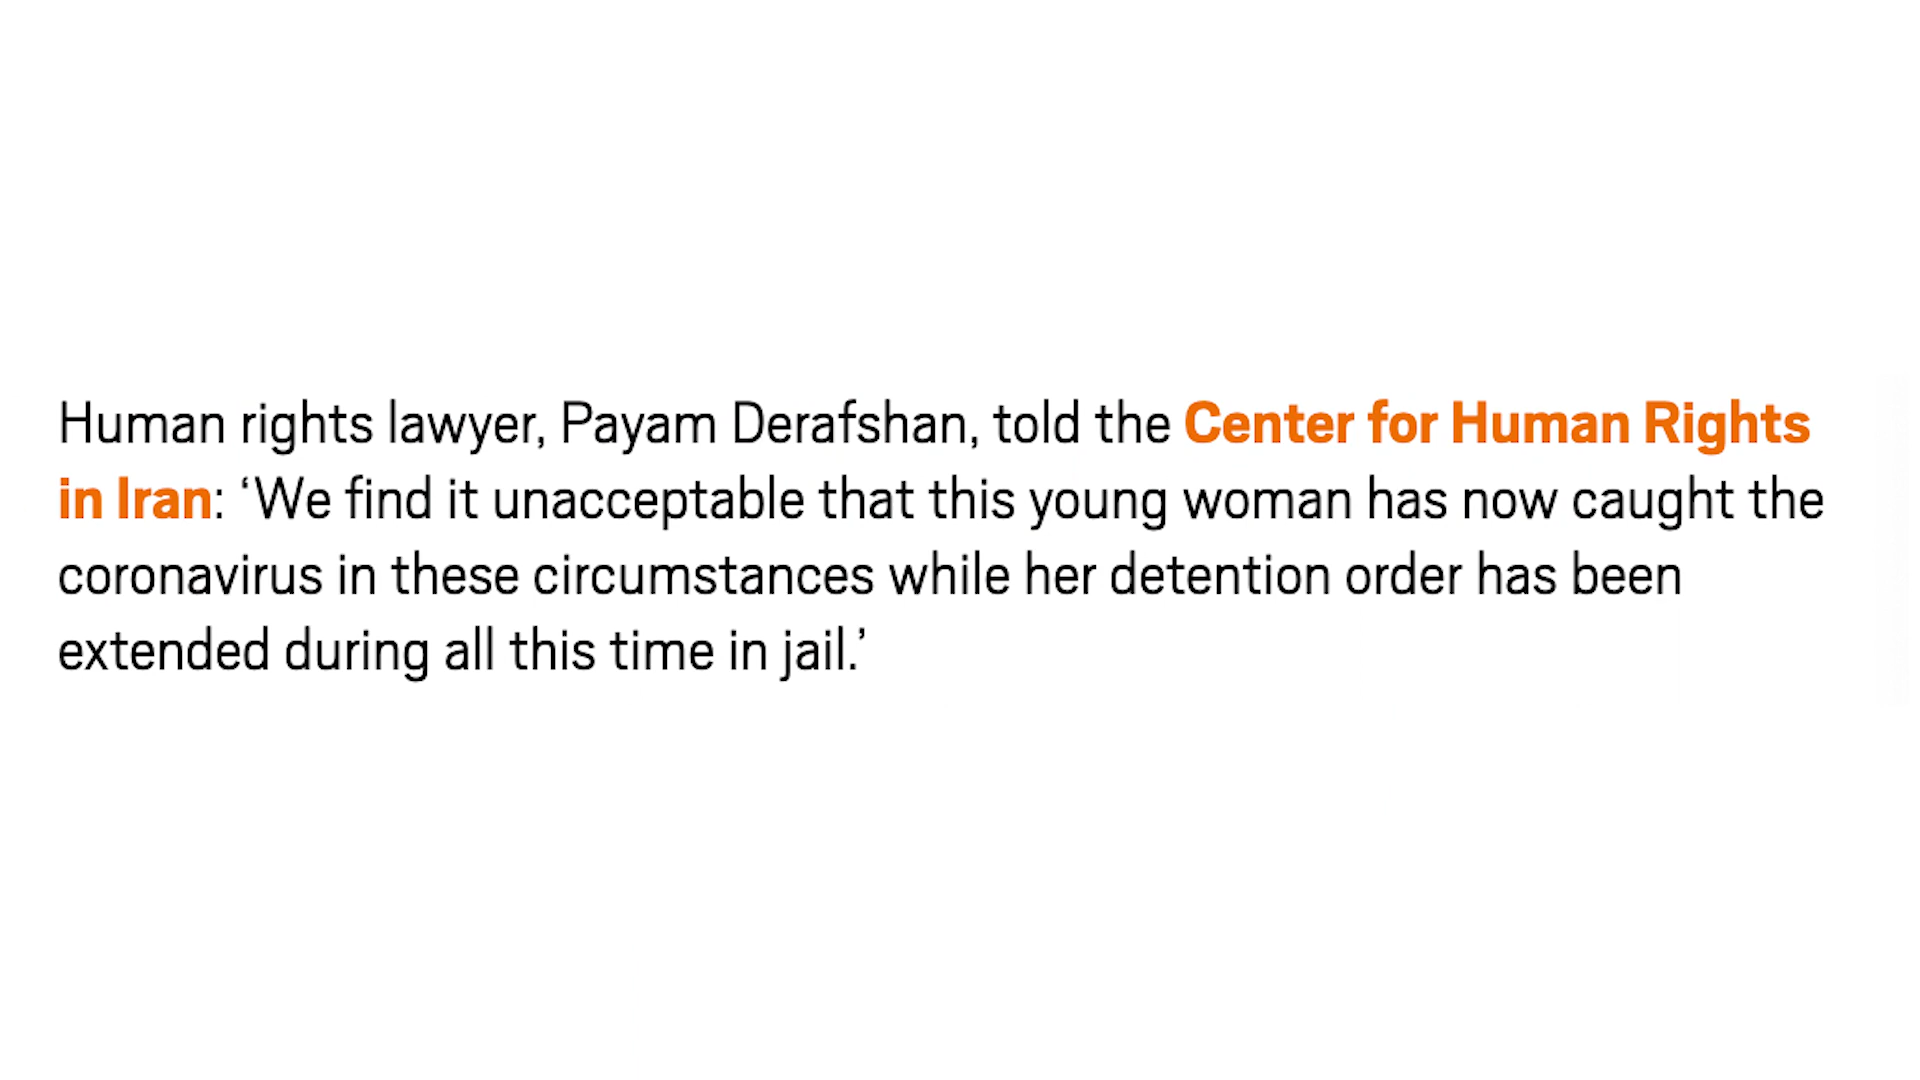 Human rights lawyer, Payam Derafshan, told the Center for Human Rights
in Iran: ‘We find it unacceptable that this young woman has now caught the
coronavirus in these circumstances while her detention order has been
extended during all this time in jail.’